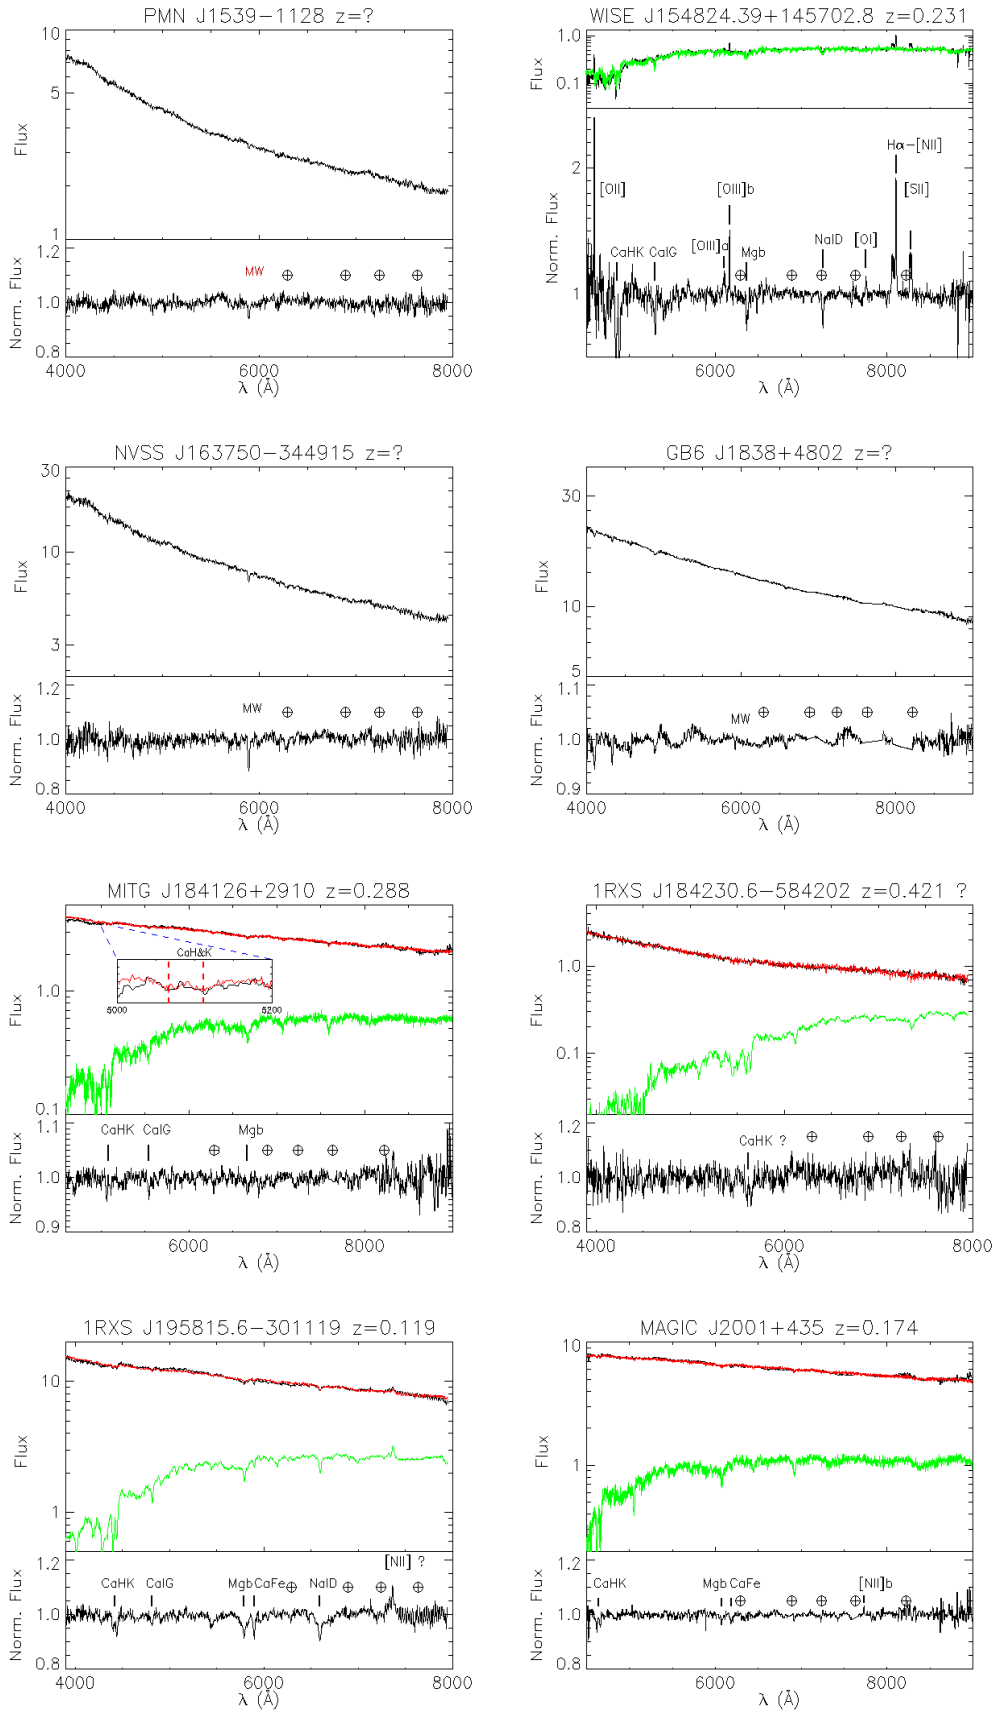 PMN J1539−1128 z=?
10
5
1
Flux
1.2
1.0
0.8
Norm. Flux
MW
4000 6000 8000
λ (Å)
WISE J154824.39+145702.8 z=0.231
1.0
0.1
Flux
2
1
Norm. Flux
[OII]
CaHK
CaIG
[OIII]a
[OIII]b
Mgb
NaID
[OI]
Hα−[NII]
[SII]
6000 8000
λ (Å)
NVSS J163750−344915 z=?
30
10
3
Flux
1.2
1.0
0.8
Norm. Flux
MW
4000 6000 8000
λ (Å)
GB6 J1838+4802 z=?
30
10
5
Flux
1.1
1.0
0.9
Norm. Flux
MW
4000 6000 8000
λ (Å)
MITG J184126+2910 z=0.288
1.0
0.1
Flux
CaH&K
5000 5200
1.1
1.0
0.9
Norm. Flux
CaHK CaIG Mgb
6000 8000
λ (Å)
1RXS J184230.6−584202 z=0.421 ?
1.0
0.1
Flux
1.2
1.0
0.8
Norm. Flux
CaHK ?
4000 6000 8000
λ (Å)
1RXS J195815.6−301119 z=0.119
10
1
Flux
1.2
1.0
0.8
Norm. Flux
[NII] ?
CaHK CaIG Mgb CaFe NaID
4000 6000 8000
λ (Å)
MAGIC J2001+435 z=0.174
10
1
Flux
1.2
1.0
0.8
Norm. Flux
CaHK Mgb CaFe [NII]b
6000 8000
λ (Å)